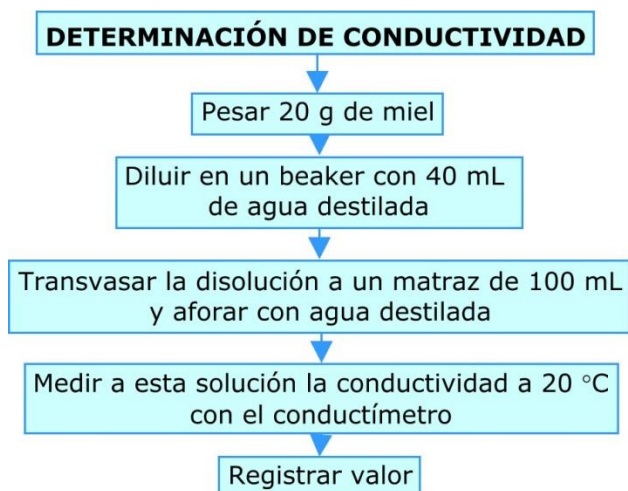 DETERMINACIÓN DE CONDUCTIVIDAD
Pesar 20 g de miel
Diluir en un beaker con 40 mL
de agua destilada
Transvasar la disolución a un matraz de 100 mL
y aforar con agua destilada
Medir a esta solución la conductividad a 20 °C
con el conductímetro
Registrar valor